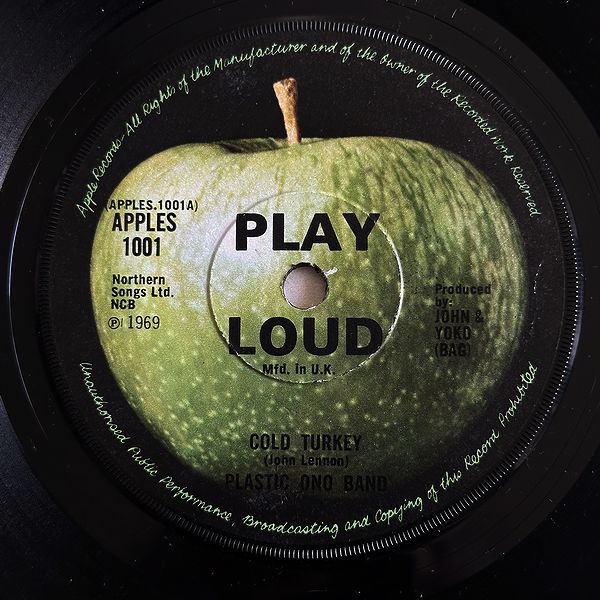 Apple Records-All Rights of the Manufacturer and of the Owner of the Recorded Work Reserved
(APPLES.1001A)
APPLES
1001
PLAY
LOUD
Northern
Songs Ltd.
NCB
℗ 1969
Produced
by-
JOHN &
YOKO
(BAG)
Mfd. in U.K.
COLD TURKEY
(John Lennon)
PLASTIC ONO BAND
Unauthorised Public Performance, Broadcasting and Copying of this Record Prohibited